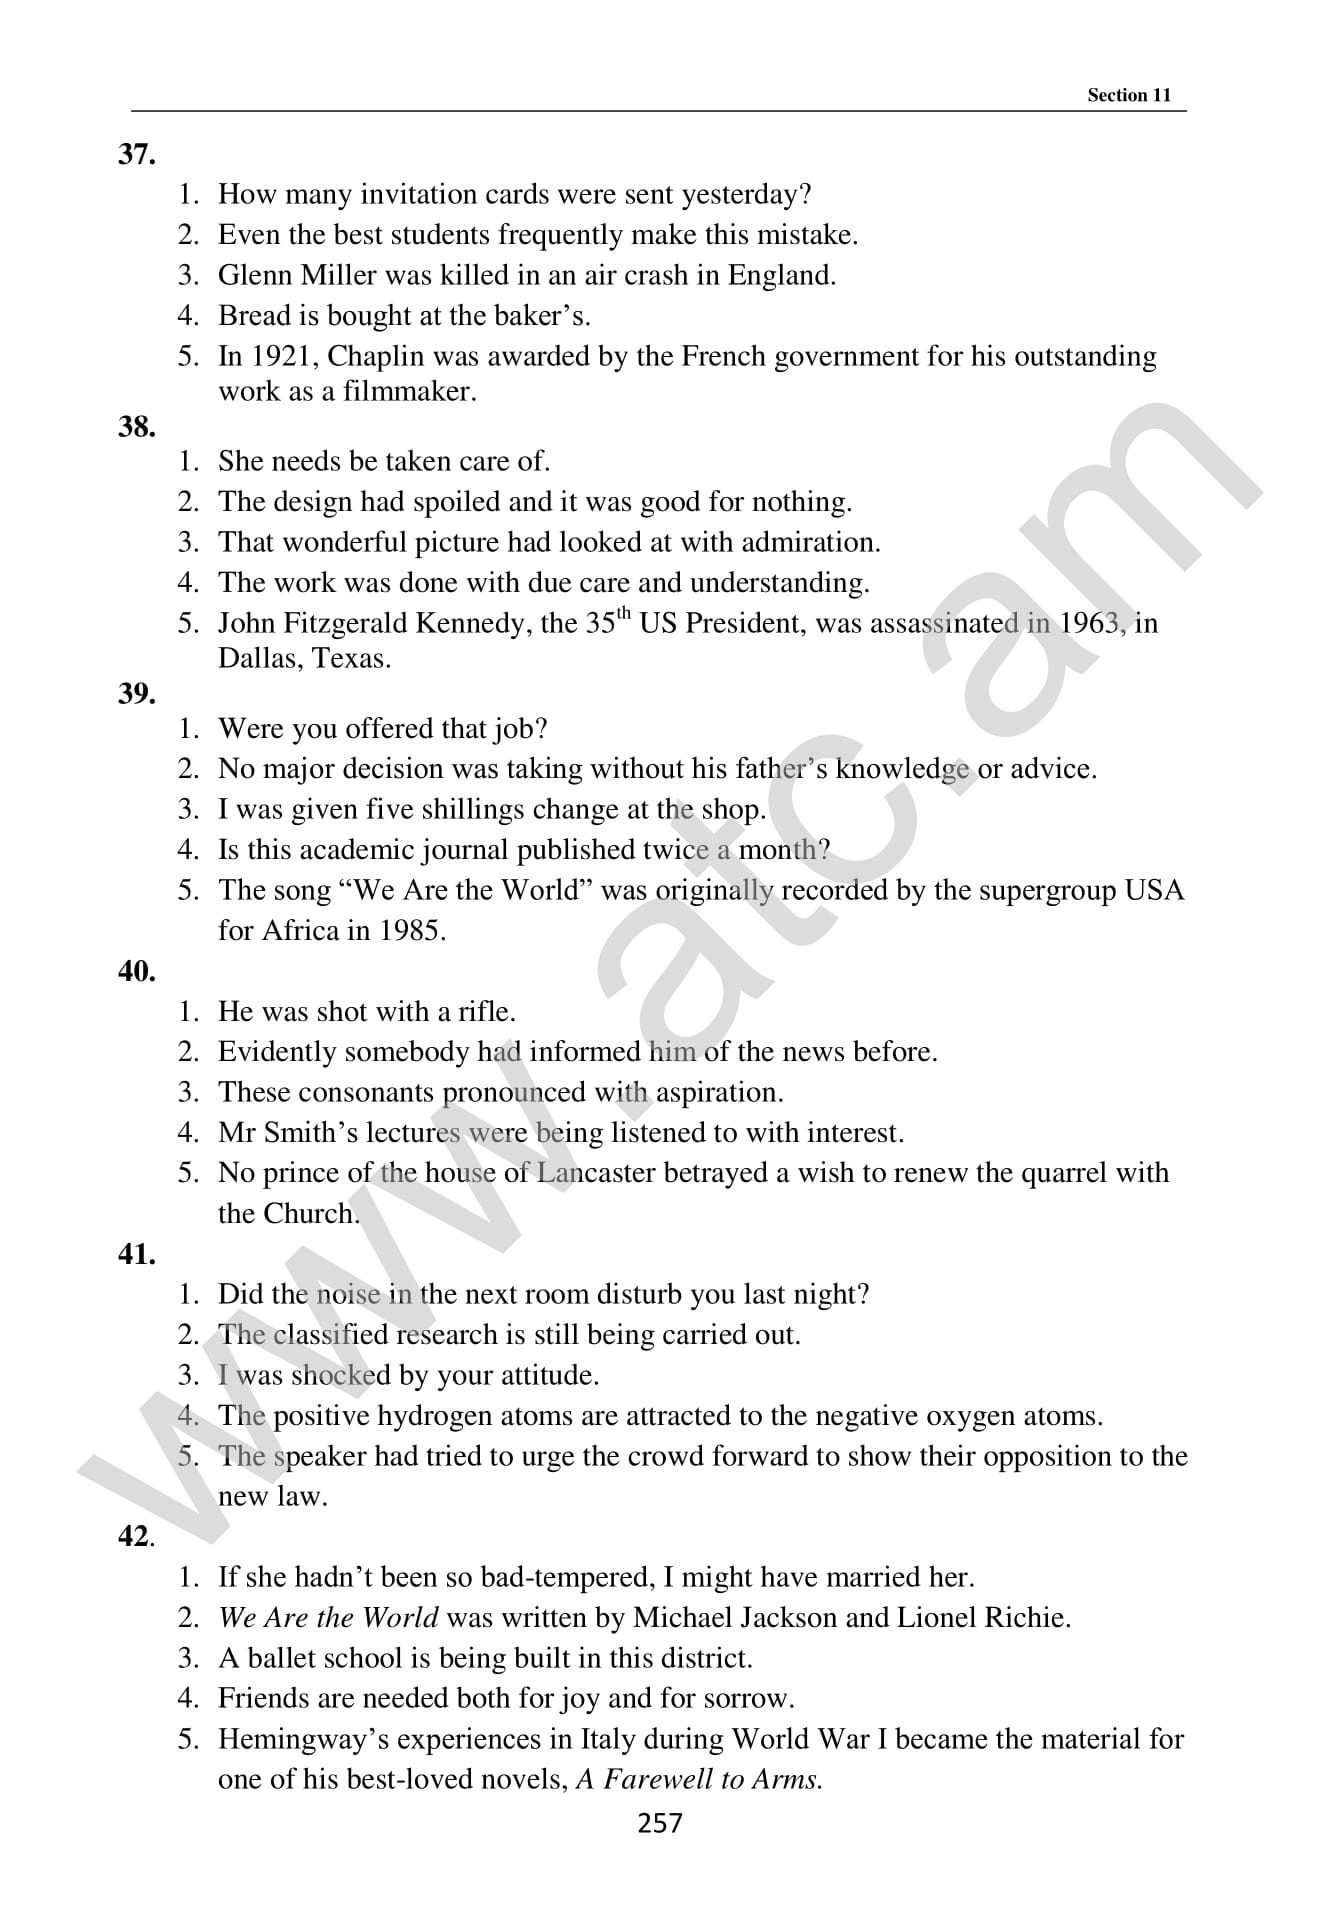 Section 11
37.
1. How many invitation cards were sent yesterday?
2. Even the best students frequently make this mistake.
3. Glenn Miller was killed in an air crash in England.
4. Bread is bought at the baker’s.
5. In 1921, Chaplin was awarded by the French government for his outstanding
work as a filmmaker.
38.
1. She needs be taken care of.
2. The design had spoiled and it was good for nothing.
3. That wonderful picture had looked at with admiration.
4. The work was done with due care and understanding.
5. John Fitzgerald Kennedy, the 35th US President, was assassinated in 1963, in
Dallas, Texas.
39.
1. Were you offered that job?
2. No major decision was taking without his father’s knowledge or advice.
3. I was given five shillings change at the shop.
4. Is this academic journal published twice a month?
5. The song “We Are the World” was originally recorded by the supergroup USA
for Africa in 1985.
40.
1. He was shot with a rifle.
2. Evidently somebody had informed him of the news before.
3. These consonants pronounced with aspiration.
4. Mr Smith’s lectures were being listened to with interest.
5. No prince of the house of Lancaster betrayed a wish to renew the quarrel with
the Church.
41.
1. Did the noise in the next room disturb you last night?
2. The classified research is still being carried out.
3. I was shocked by your attitude.
4. The positive hydrogen atoms are attracted to the negative oxygen atoms.
5. The speaker had tried to urge the crowd forward to show their opposition to the
new law.
42.
1. If she hadn’t been so bad-tempered, I might have married her.
2. We Are the World was written by Michael Jackson and Lionel Richie.
3. A ballet school is being built in this district.
4. Friends are needed both for joy and for sorrow.
5. Hemingway’s experiences in Italy during World War I became the material for
one of his best-loved novels, A Farewell to Arms.
257
www.atc.am